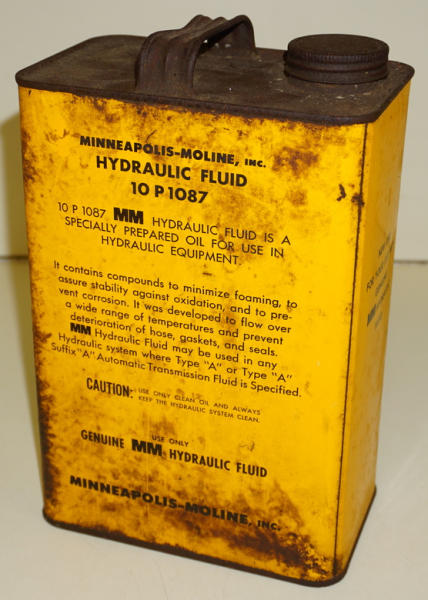 MINNEAPOLIS-MOLINE, INC.
HYDRAULIC FLUID
10 P 1087
10 P 1087 MM HYDRAULIC FLUID IS A
SPECIALLY PREPARED OIL FOR USE IN
HYDRAULIC EQUIPMENT
It contains compounds to minimize foaming, to
assure stability against oxidation, and to pre-
vent corrosion. It was developed to flow over
a wide range of temperatures and prevent
deterioration of hose, gaskets, and seals.
MM Hydraulic Fluid may be used in any
Hydraulic system where Type "A" or Type "A"
Suffix "A" Automatic Transmission Fluid is Specified.
CAUTION: USE ONLY CLEAN OIL AND ALWAYS
KEEP THE HYDRAULIC SYSTEM CLEAN.
USE ONLY
GENUINE MM HYDRAULIC FLUID
MINNEAPOLIS-MOLINE, INC.